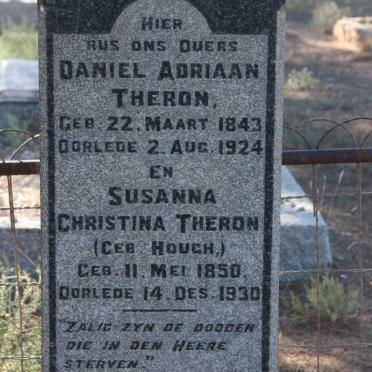 HIER
RUS ONS OUERS
DANIEL ADRIAAN
THERON,
GEB. 22. MAART 1843
OORLEDE 2. AUG. 1924
EN
SUSANNA
CHRISTINA THERON
(GEB. HOUGH,)
GEB. 11. MEI 1850,
OORLEDE 14. DES. 1930
"ZALIG ZYN DE DOODEN
DIE IN DEN HEERE
STERVEN."